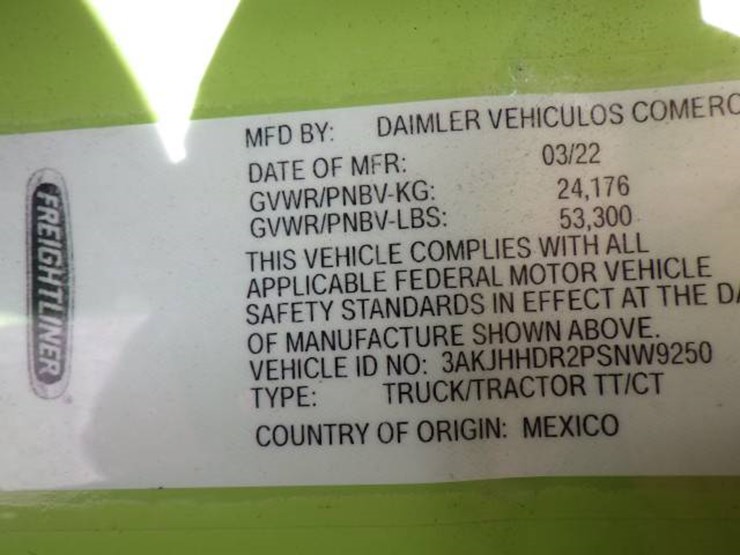 FREIGHTLINER
MFD BY: DAIMLER VEHICULOS COMERC
DATE OF MFR: 03/22
GVWR/PNBV-KG: 24,176
GVWR/PNBV-LBS: 53,300
THIS VEHICLE COMPLIES WITH ALL
APPLICABLE FEDERAL MOTOR VEHICLE
SAFETY STANDARDS IN EFFECT AT THE DA
OF MANUFACTURE SHOWN ABOVE.
VEHICLE ID NO: 3AKJHHDR2PSNW9250
TYPE: TRUCK/TRACTOR TT/CT
COUNTRY OF ORIGIN: MEXICO